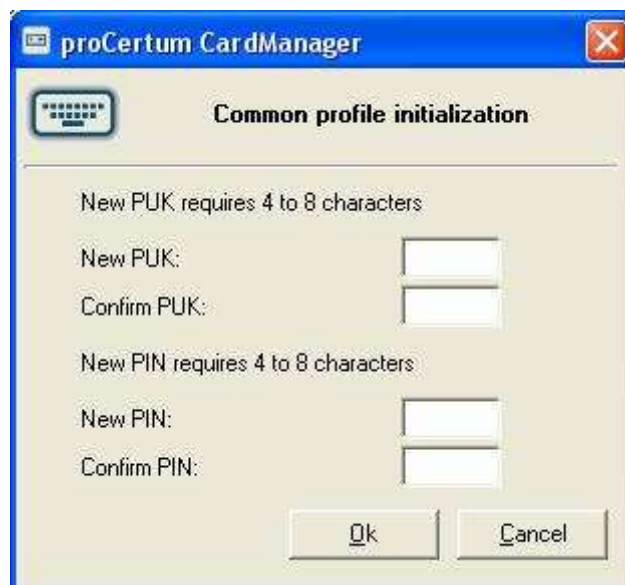 proCertum CardManager
Common profile initialization
New PUK requires 4 to 8 characters
New PUK:
Confirm PUK:
New PIN requires 4 to 8 characters
New PIN:
Confirm PIN:
Ok Cancel